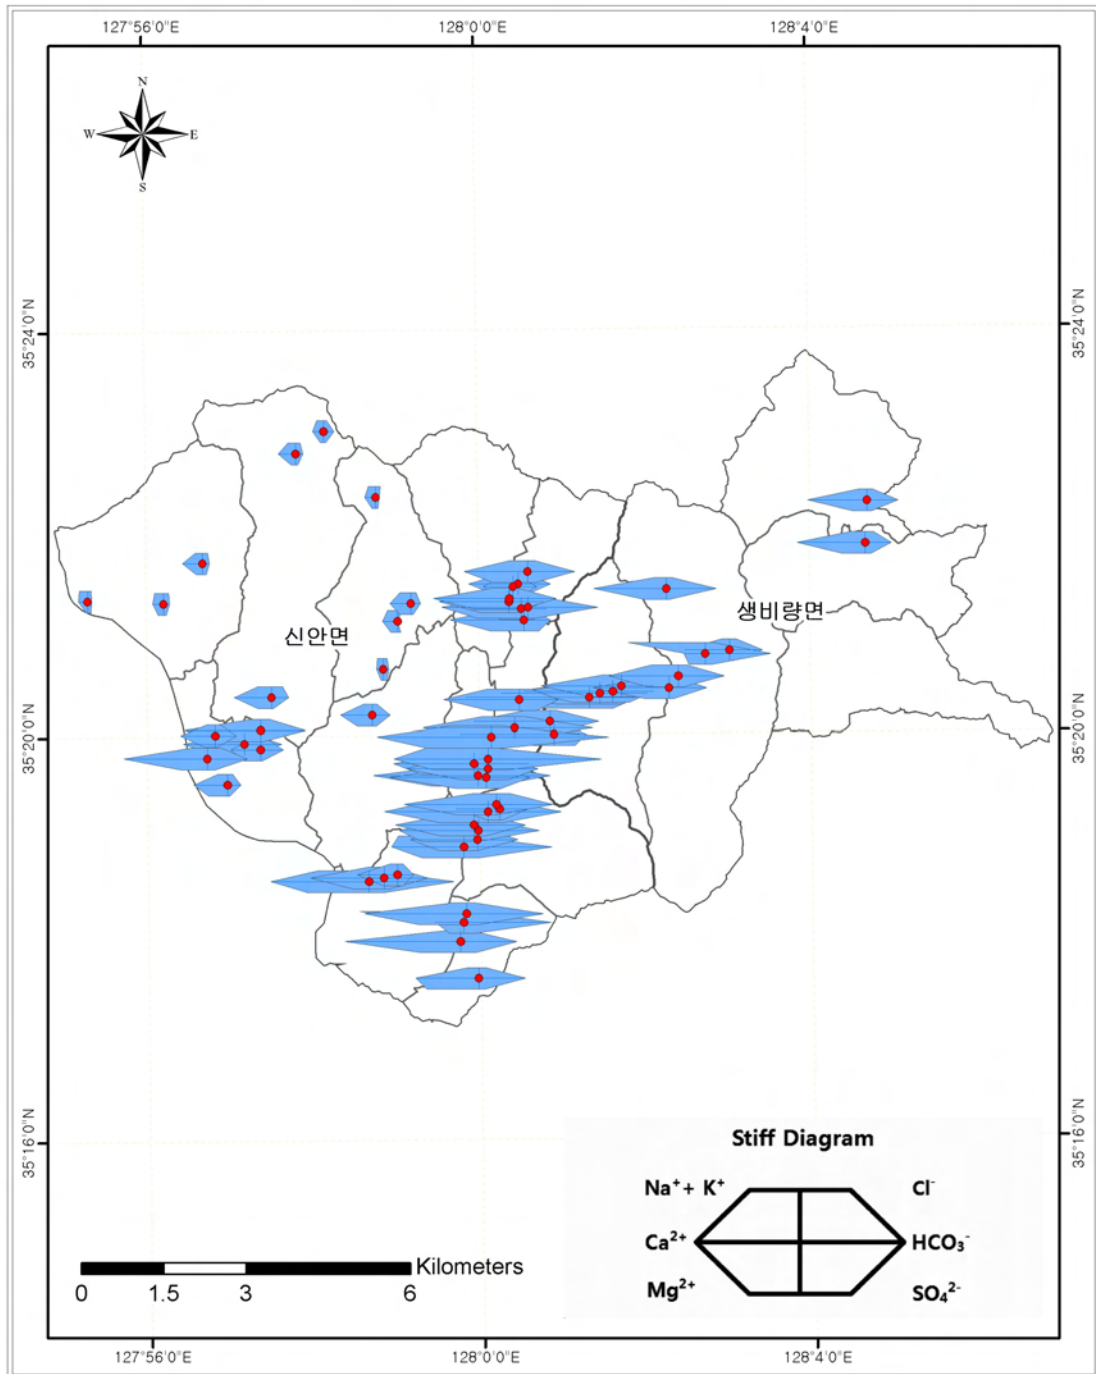 127°56'0"E 128°0'0"E 128°4'0"E
N
W E
S
35°24'0"N 35°24'0"N
신안면 생비량면
35°20'0"N 35°20'0"N
35°16'0"N 35°16'0"N
Stiff Diagram
Na⁺+ K⁺ Cl⁻
Ca²⁺ HCO₃⁻
Mg²⁺ SO₄²⁻
Kilometers
0 1.5 3 6
127°56'0"E 128°0'0"E 128°4'0"E